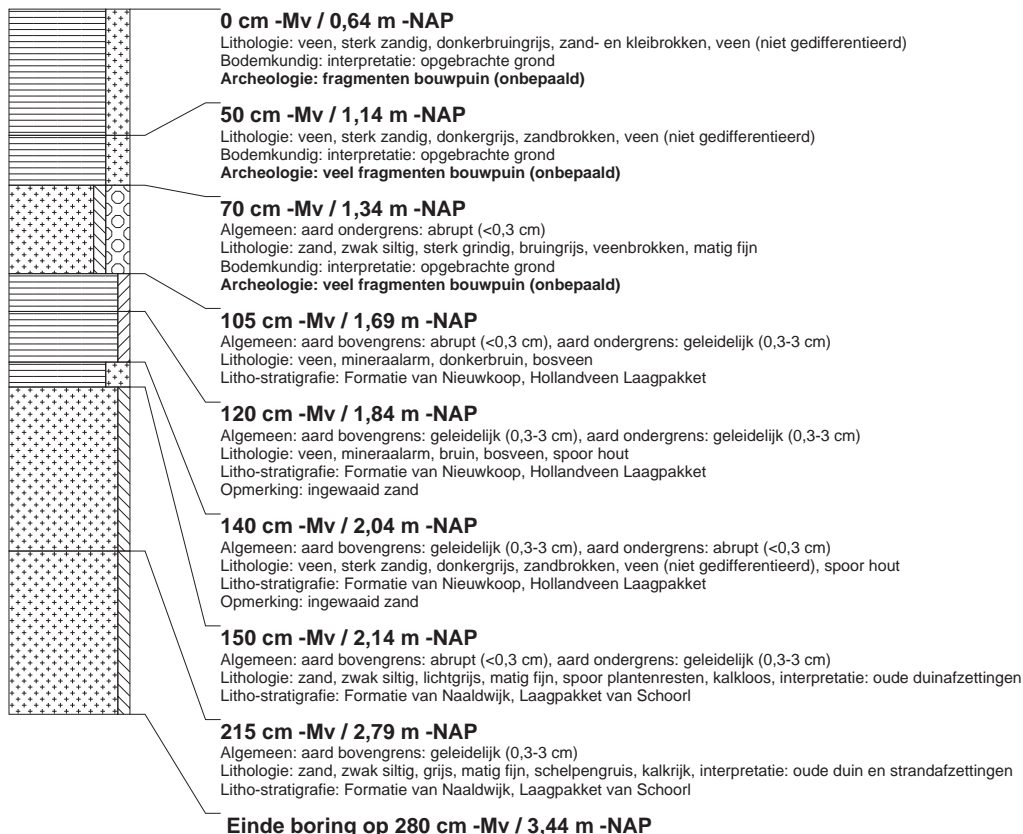 0 cm -Mv / 0,64 m -NAP
Lithologie: veen, sterk zandig, donkerbruingrijs, zand- en kleibrokken, veen (niet gedifferentieerd)
Bodemkundig: interpretatie: opgebrachte grond
Archeologie: fragmenten bouwpuin (onbepaald)
50 cm -Mv / 1,14 m -NAP
Lithologie: veen, sterk zandig, donkergrijs, zandbrokken, veen (niet gedifferentieerd)
Bodemkundig: interpretatie: opgebrachte grond
Archeologie: veel fragmenten bouwpuin (onbepaald)
70 cm -Mv / 1,34 m -NAP
Algemeen: aard ondergrens: abrupt (<0,3 cm)
Lithologie: zand, zwak siltig, sterk grindig, bruingrijs, veenbrokken, matig fijn
Bodemkundig: interpretatie: opgebrachte grond
Archeologie: veel fragmenten bouwpuin (onbepaald)
105 cm -Mv / 1,69 m -NAP
Algemeen: aard bovengrens: abrupt (<0,3 cm), aard ondergrens: geleidelijk (0,3-3 cm)
Lithologie: veen, mineraalarm, donkerbruin, bosveen
Litho-stratigrafie: Formatie van Nieuwkoop, Hollandveen Laagpakket
120 cm -Mv / 1,84 m -NAP
Algemeen: aard bovengrens: geleidelijk (0,3-3 cm), aard ondergrens: geleidelijk (0,3-3 cm)
Lithologie: veen, mineraalarm, bruin, bosveen, spoor hout
Litho-stratigrafie: Formatie van Nieuwkoop, Hollandveen Laagpakket
Opmerking: ingewaaid zand
140 cm -Mv / 2,04 m -NAP
Algemeen: aard bovengrens: geleidelijk (0,3-3 cm), aard ondergrens: abrupt (<0,3 cm)
Lithologie: veen, sterk zandig, donkergrijs, zandbrokken, veen (niet gedifferentieerd), spoor hout
Litho-stratigrafie: Formatie van Nieuwkoop, Hollandveen Laagpakket
Opmerking: ingewaaid zand
150 cm -Mv / 2,14 m -NAP
Algemeen: aard bovengrens: abrupt (<0,3 cm), aard ondergrens: geleidelijk (0,3-3 cm)
Lithologie: zand, zwak siltig, lichtgrijs, matig fijn, spoor plantenresten, kalkloos, interpretatie: oude duinafzettingen
Litho-stratigrafie: Formatie van Naaldwijk, Laagpakket van Schoorl
215 cm -Mv / 2,79 m -NAP
Algemeen: aard bovengrens: geleidelijk (0,3-3 cm)
Lithologie: zand, zwak siltig, grijs, matig fijn, schelpengruis, kalkrijk, interpretatie: oude duin en strandafzettingen
Litho-stratigrafie: Formatie van Naaldwijk, Laagpakket van Schoorl
Einde boring op 280 cm -Mv / 3,44 m -NAP